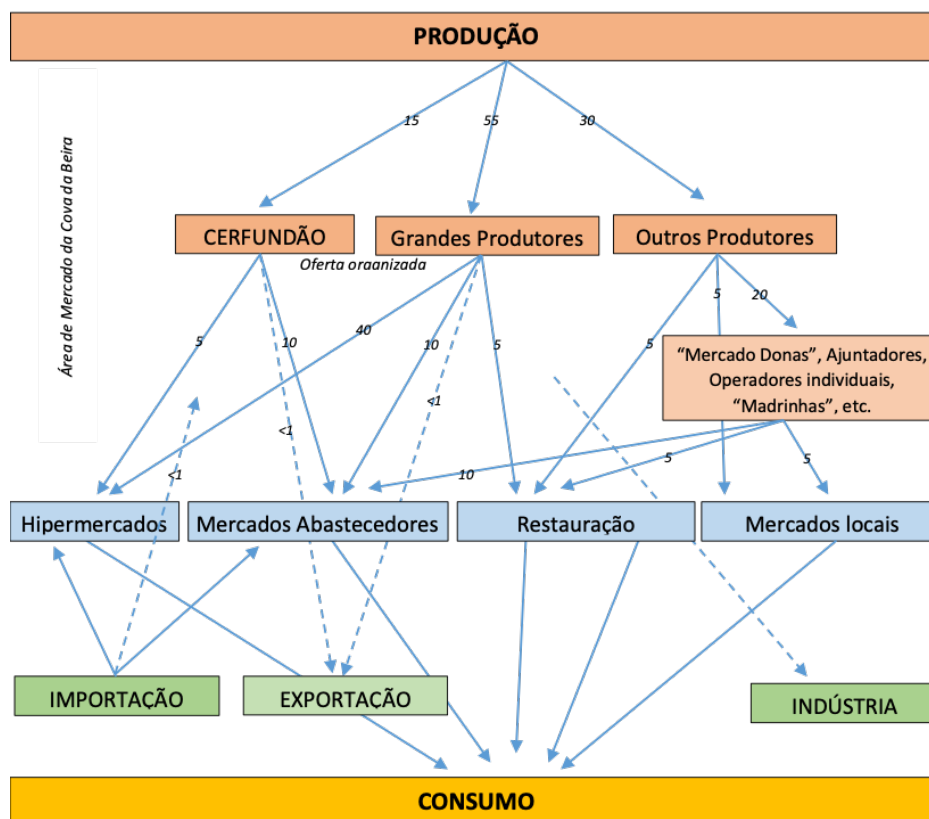 PRODUÇÃO
Área de Mercado da Cova da Beira
15
55
30
CERFUNDÃO
Grandes Produtores
Outros Produtores
Oferta oraanizada
5
10
40
10
5
5
5
20
“Mercado Donas”, Ajuntadores,
Operadores individuais,
“Madrinhas”, etc.
<1
<1
<1
10
5
5
Hipermercados
Mercados Abastecedores
Restauração
Mercados locais
IMPORTAÇÃO
EXPORTAÇÃO
INDÚSTRIA
CONSUMO